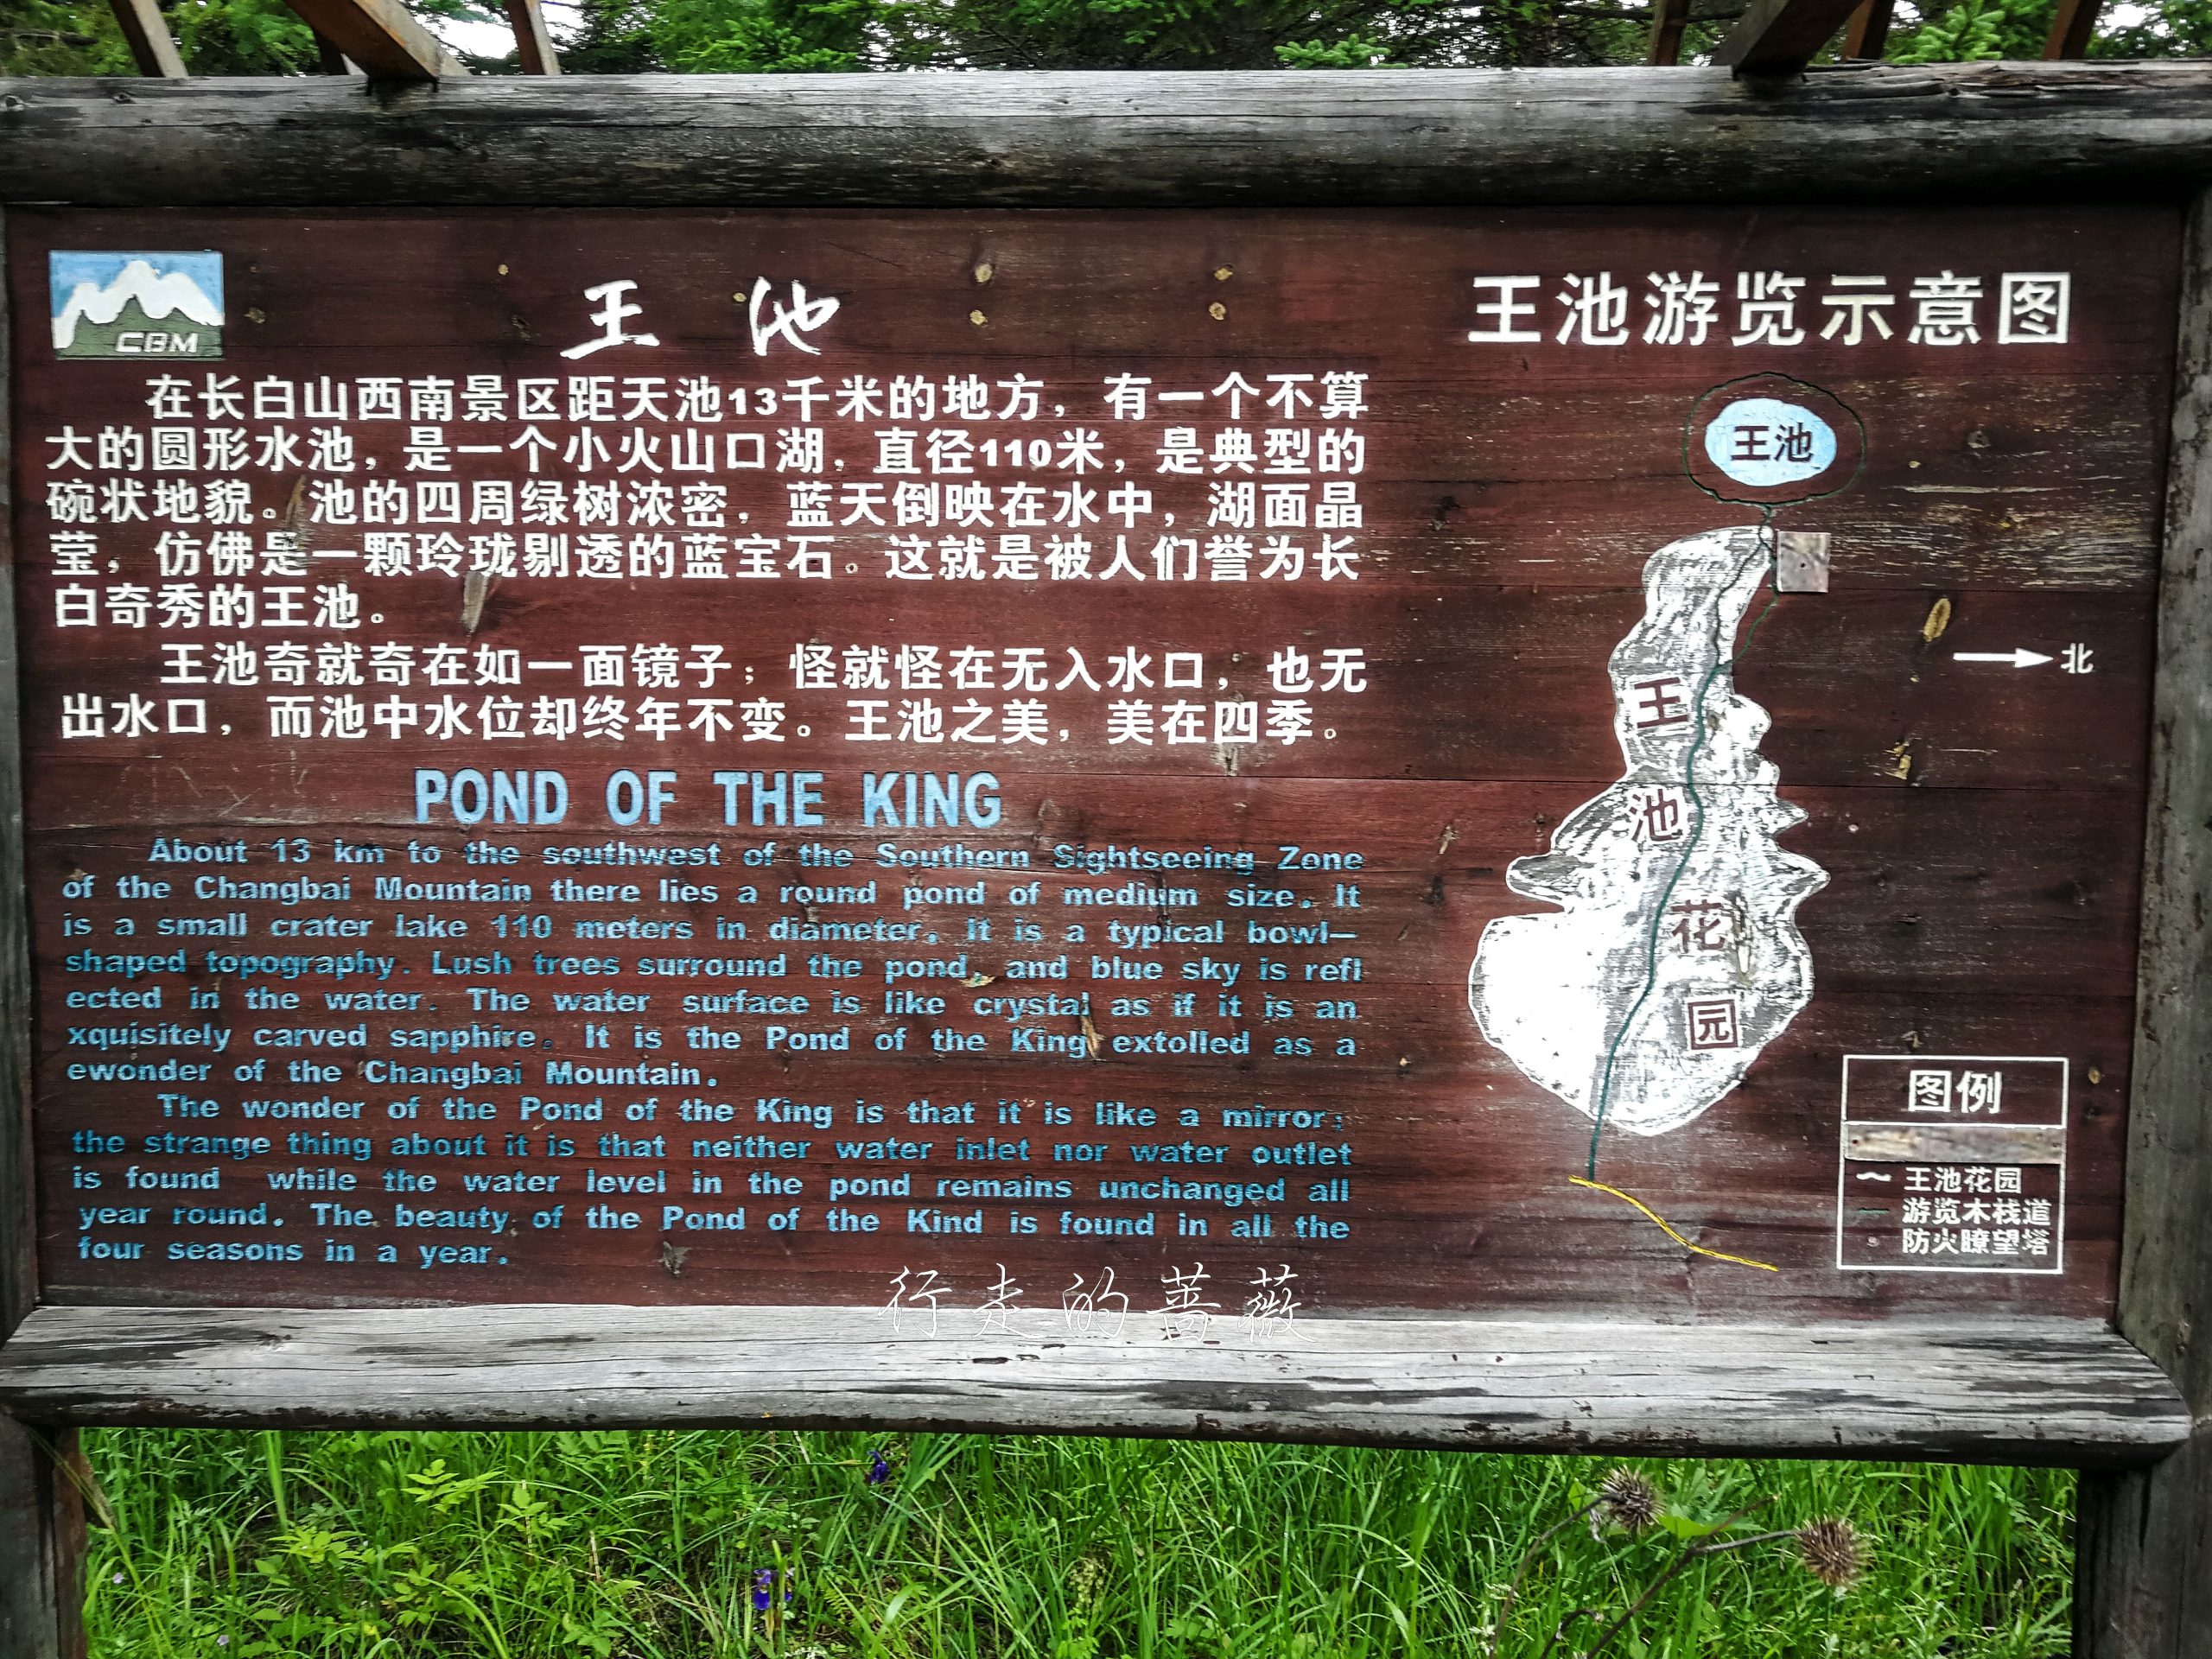 CBM
王 池
在长白山西南景区距天池13千米的地方，有一个不算
大的圆形水池，是一个小火山口湖，直径110米，是典型的
碗状地貌。池的四周绿树浓密，蓝天倒映在水中，湖面晶
莹，仿佛是一颗玲珑剔透的蓝宝石。这就是被人们誉为长
白奇秀的王池。
王池奇就奇在如一面镜子；怪就怪在无入水口，也无
出水口，而池中水位却终年不变。王池之美，美在四季。
POND OF THE KING
About 13 km to the southwest of the Southern Sightseeing Zone
of the Changbai Mountain there lies a round pond of medium size. It
is a small crater lake 110 meters in diameter. It is a typical bowl—
shaped topography. Lush trees surround the pond, and blue sky is refl
ected in the water. The water surface is like crystal as if it is an
xquisitely carved sapphire. It is the Pond of the King extolled as a
ewonder of the Changbai Mountain.
The wonder of the Pond of the King is that it is like a mirror;
the strange thing about it is that neither water inlet nor water outlet
is found while the water level in the pond remains unchanged all
year round. The beauty of the Pond of the Kind is found in all the
four seasons in a year.
王池游览示意图
王池
北
王
池
花
园
图例
王池花园
游览木栈道
防火瞭望塔
行走的蔷薇